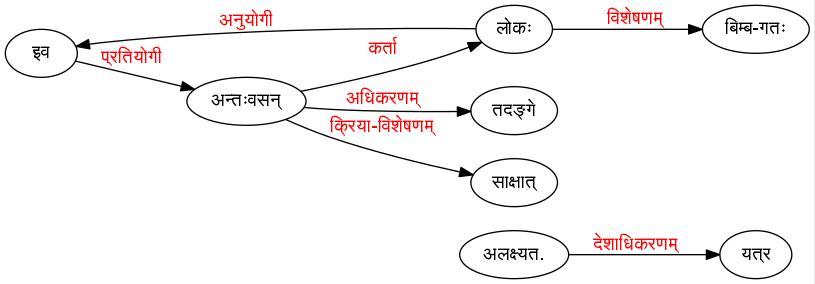 अनुयोगी
लोकः
विशेषणम्
बिम्ब-गतः
इव
प्रतियोगी
कर्ता
अन्तःवसन्
अधिकरणम्
तदङ्गे
क्रिया-विशेषणम्
साक्षात्
अलक्ष्यत.
देशाधिकरणम्
यत्र